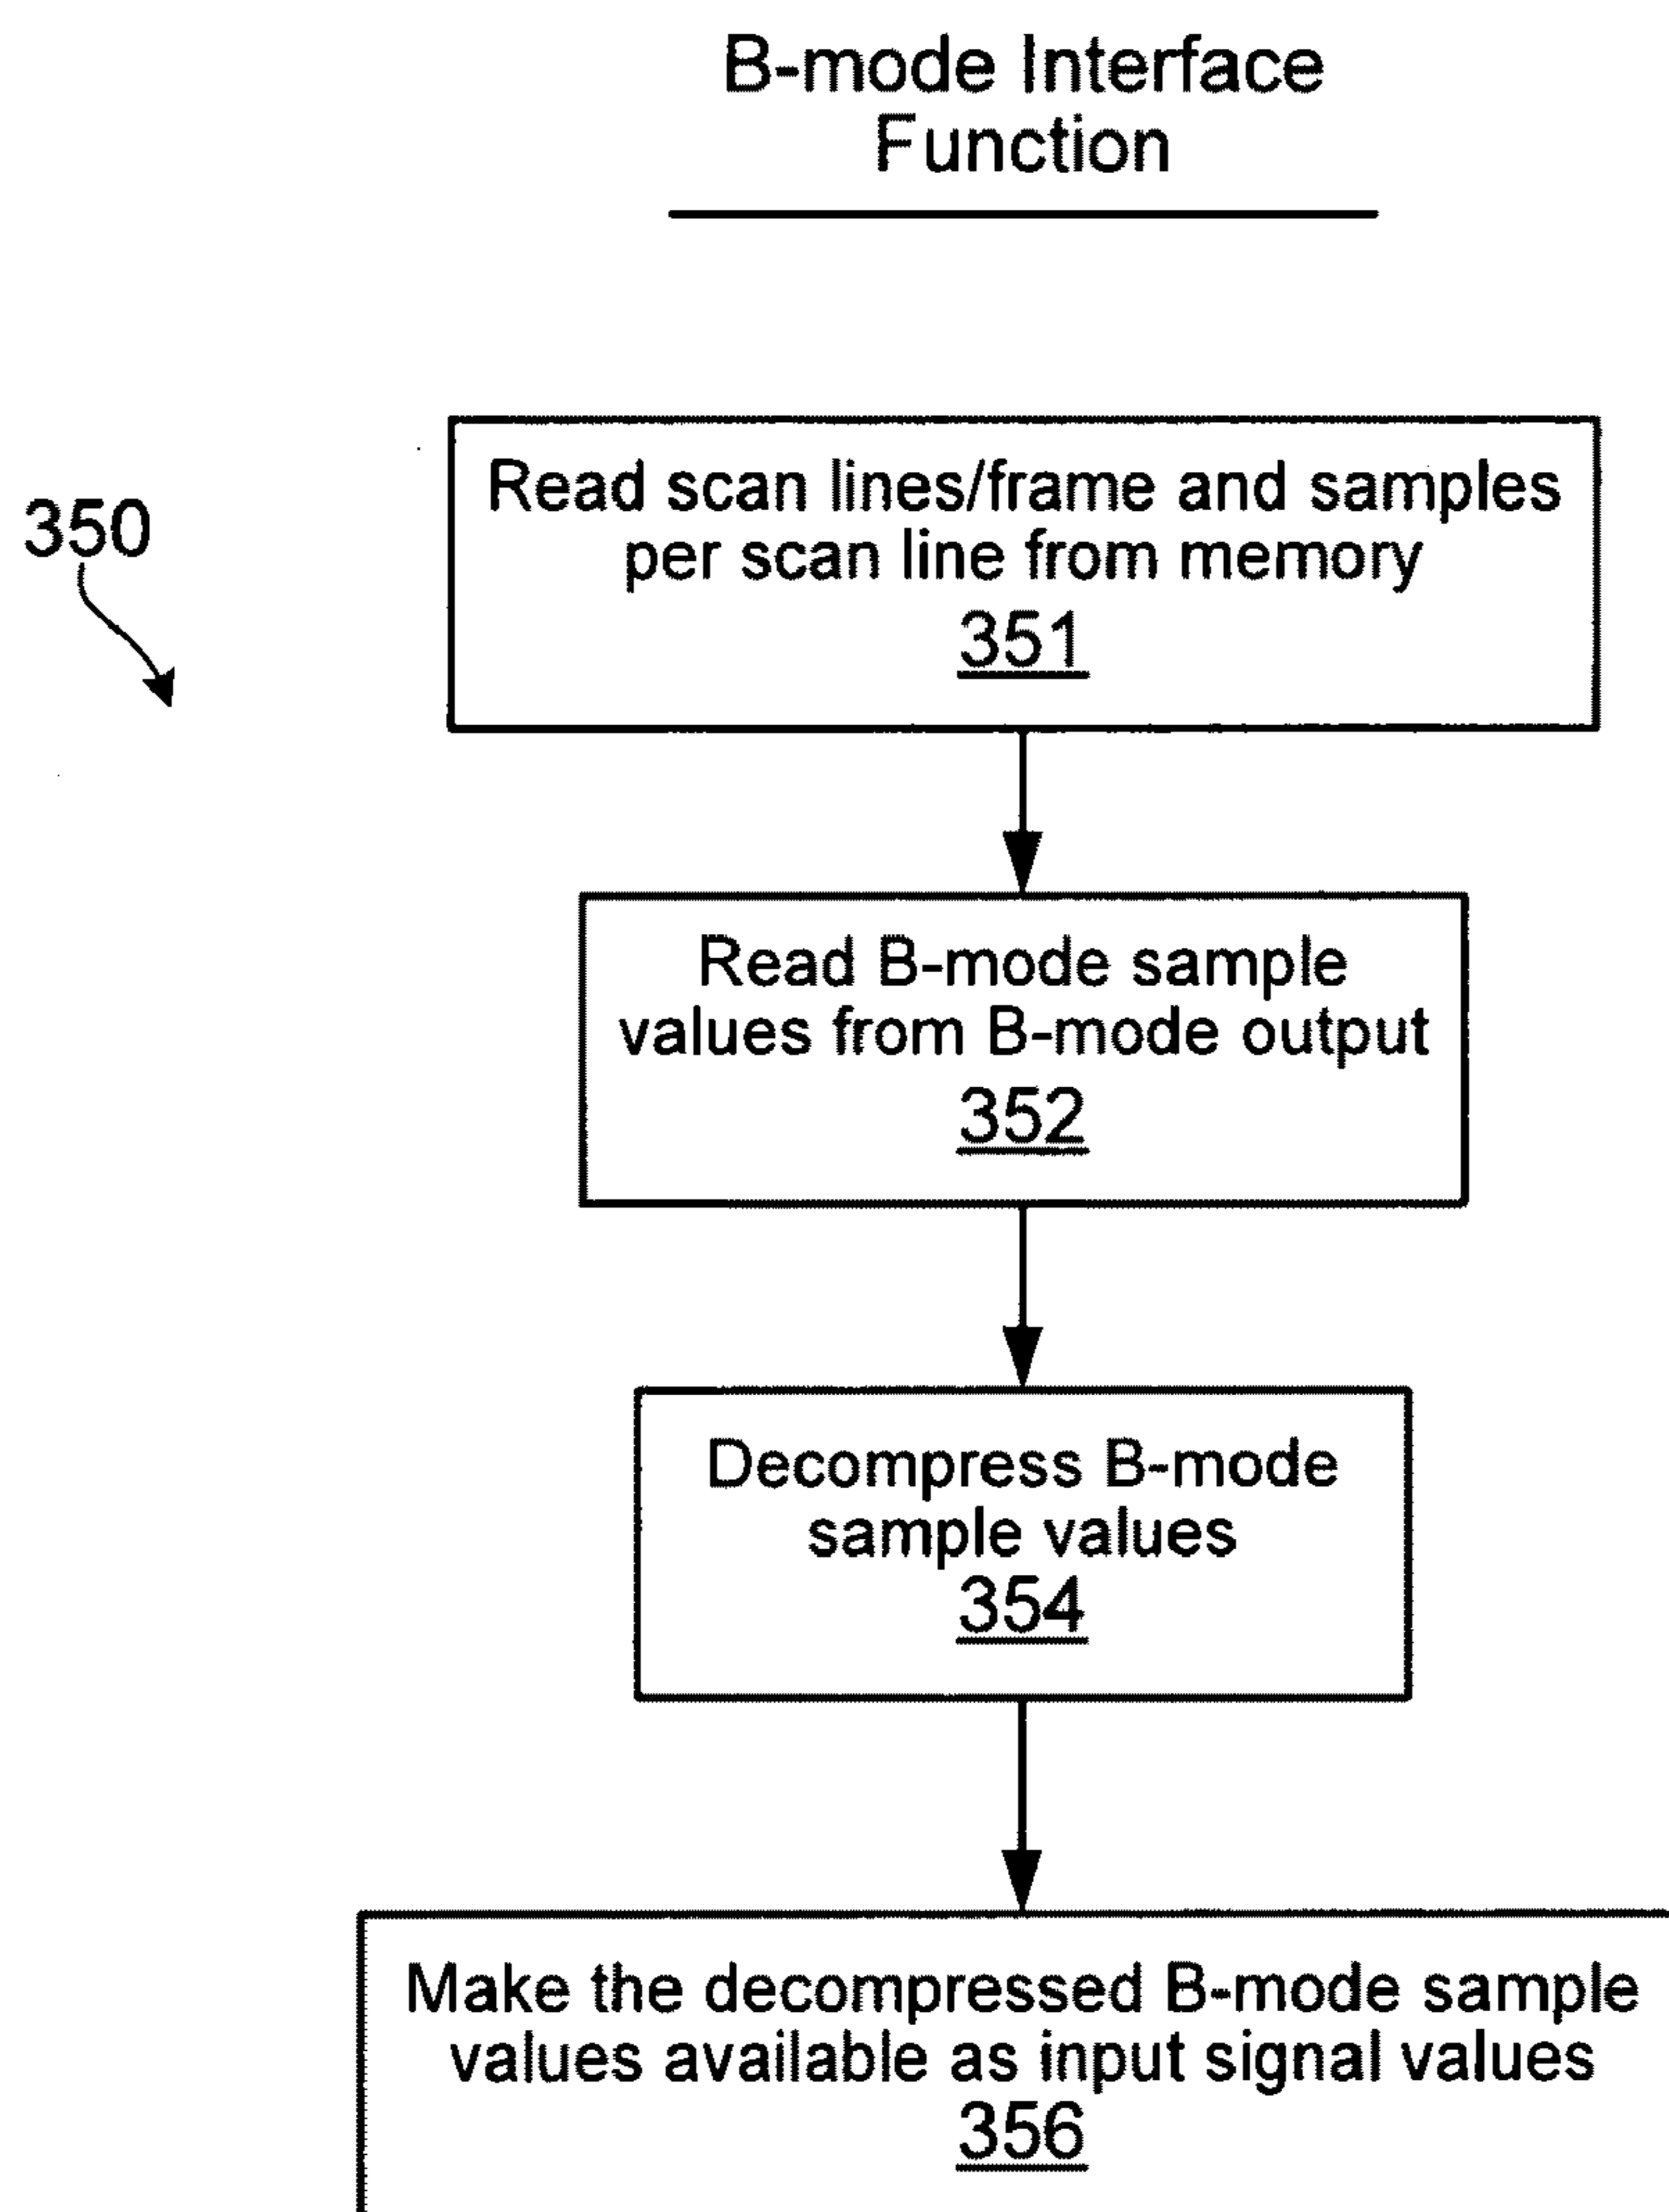 B-mode Interface
Function
350
Read scan lines/frame and samples
per scan line from memory
351
Read B-mode sample
values from B-mode output
352
Decompress B-mode
sample values
354
Make the decompressed B-mode sample
values available as input signal values
356